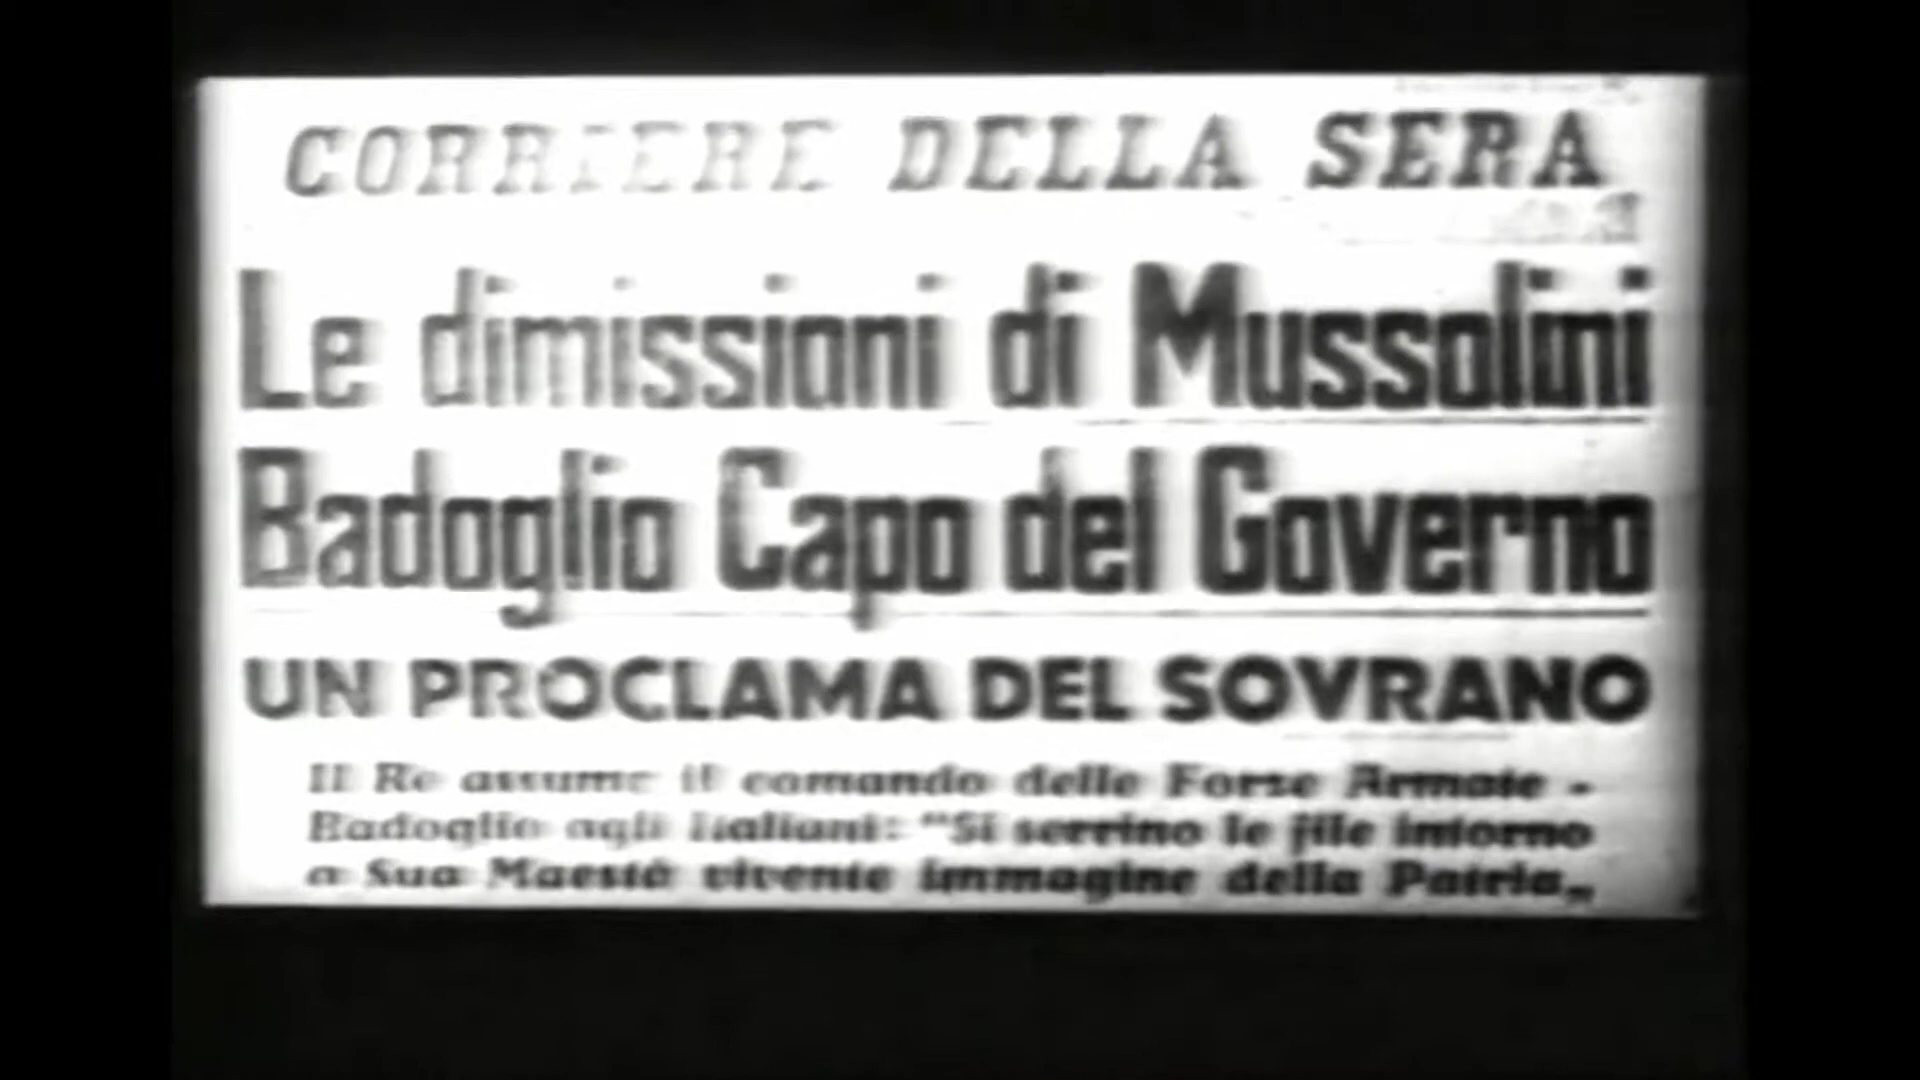 CORRIERE DELLA SERA
Le dimissioni di Mussolini
Badoglio Capo del Governo
UN PROCLAMA DEL SOVRANO
Il Re assume il comando delle Forze Armate -
Badoglio agli Italiani: "Si serrino le file intorno
a Sua Maestà vivente immagine della Patria„